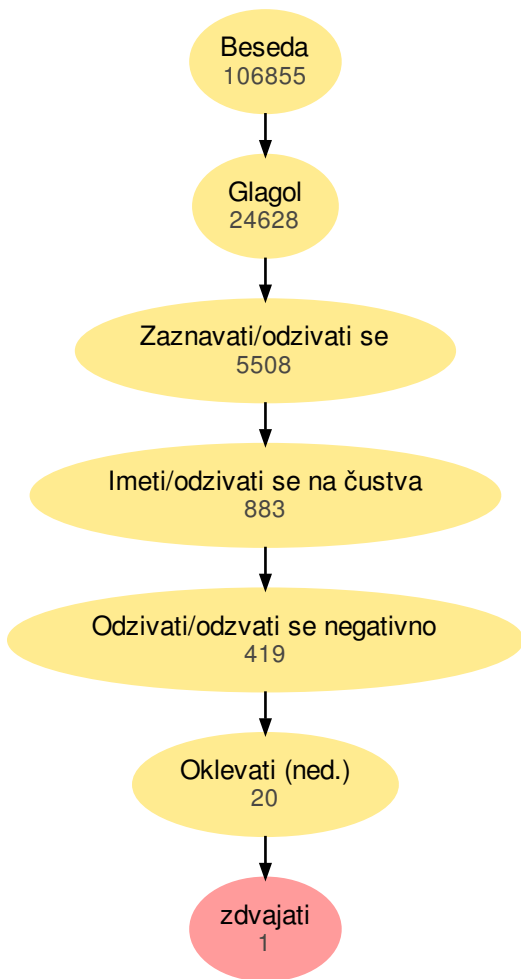 Beseda
106855
Glagol
24628
Zaznavati/odzivati se
5508
Imeti/odzivati se na čustva
883
Odzivati/odzvati se negativno
419
Oklevati (ned.)
20
zdvajati
1